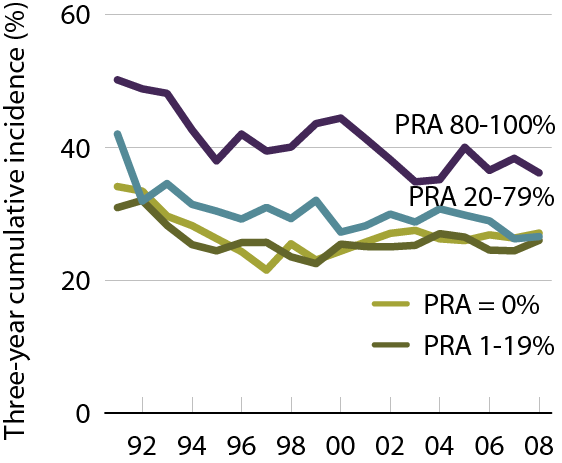 Three-year cumulative incidence (%)
60
40
20
0
PRA 80-100%
PRA 20-79%
PRA = 0%
PRA 1-19%
92 94 96 98 00 02 04 06 08